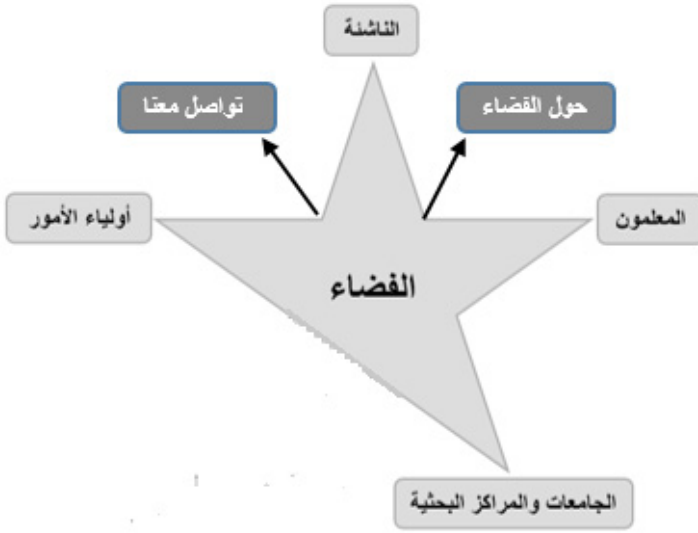 الناشئة
حول الفضاء
تواصل معنا
المعلمون
أولياء الأمور
الفضاء
الجامعات والمراكز البحثية